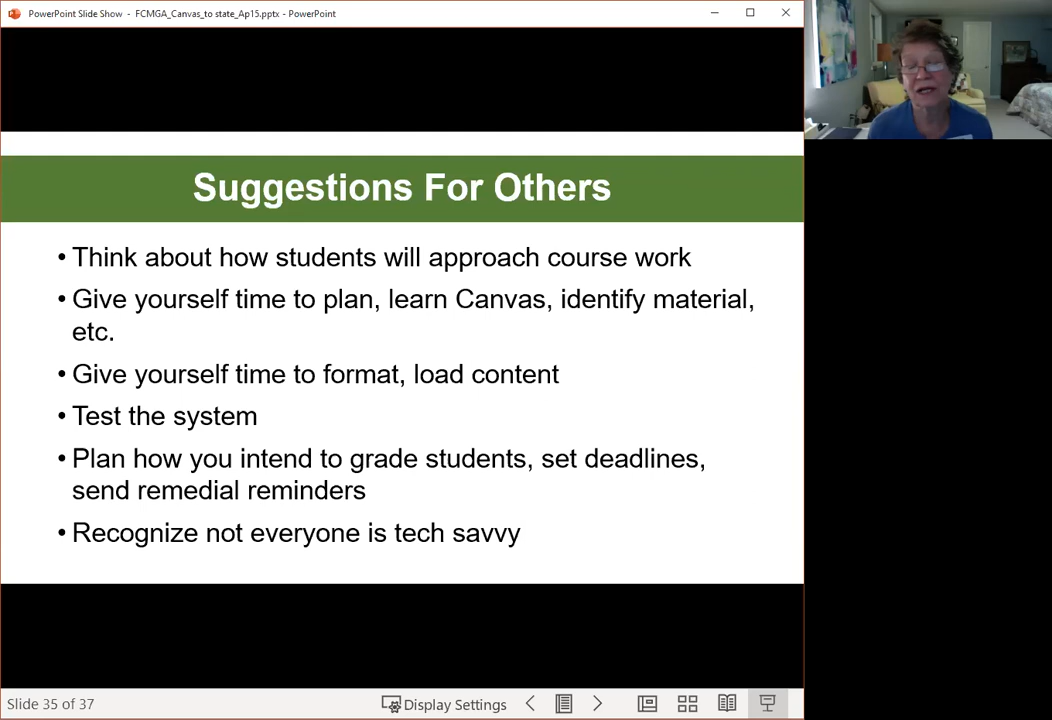 PowerPoint Slide Show - FCMGA_Canvas_to state_Ap15.pptx - PowerPoint
Suggestions For Others
• Think about how students will approach course work
• Give yourself time to plan, learn Canvas, identify material,
etc.
• Give yourself time to format, load content
• Test the system
• Plan how you intend to grade students, set deadlines,
send remedial reminders
• Recognize not everyone is tech savvy
Slide 35 of 37
Display Settings